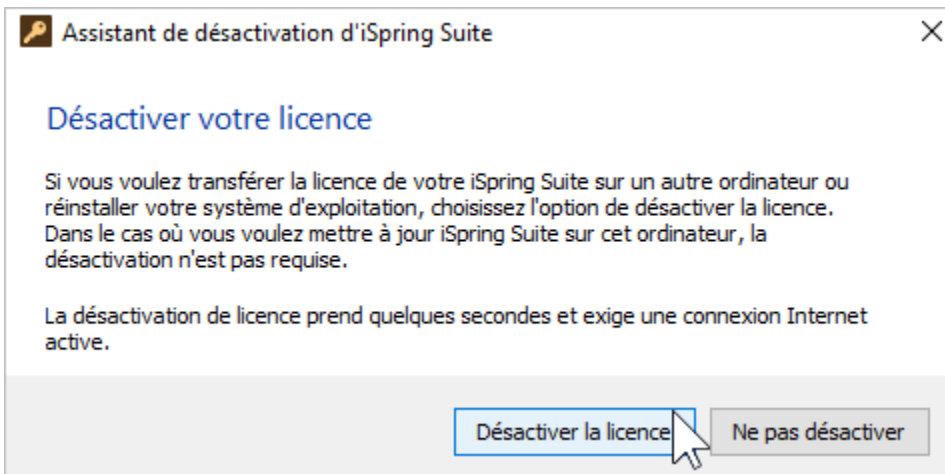 Assistant de désactivation d'iSpring Suite
Désactiver votre licence
Si vous voulez transférer la licence de votre iSpring Suite sur un autre ordinateur ou
réinstaller votre système d'exploitation, choisissez l'option de désactiver la licence.
Dans le cas où vous voulez mettre à jour iSpring Suite sur cet ordinateur, la
désactivation n'est pas requise.
La désactivation de licence prend quelques secondes et exige une connexion Internet
active.
Désactiver la licence
Ne pas désactiver